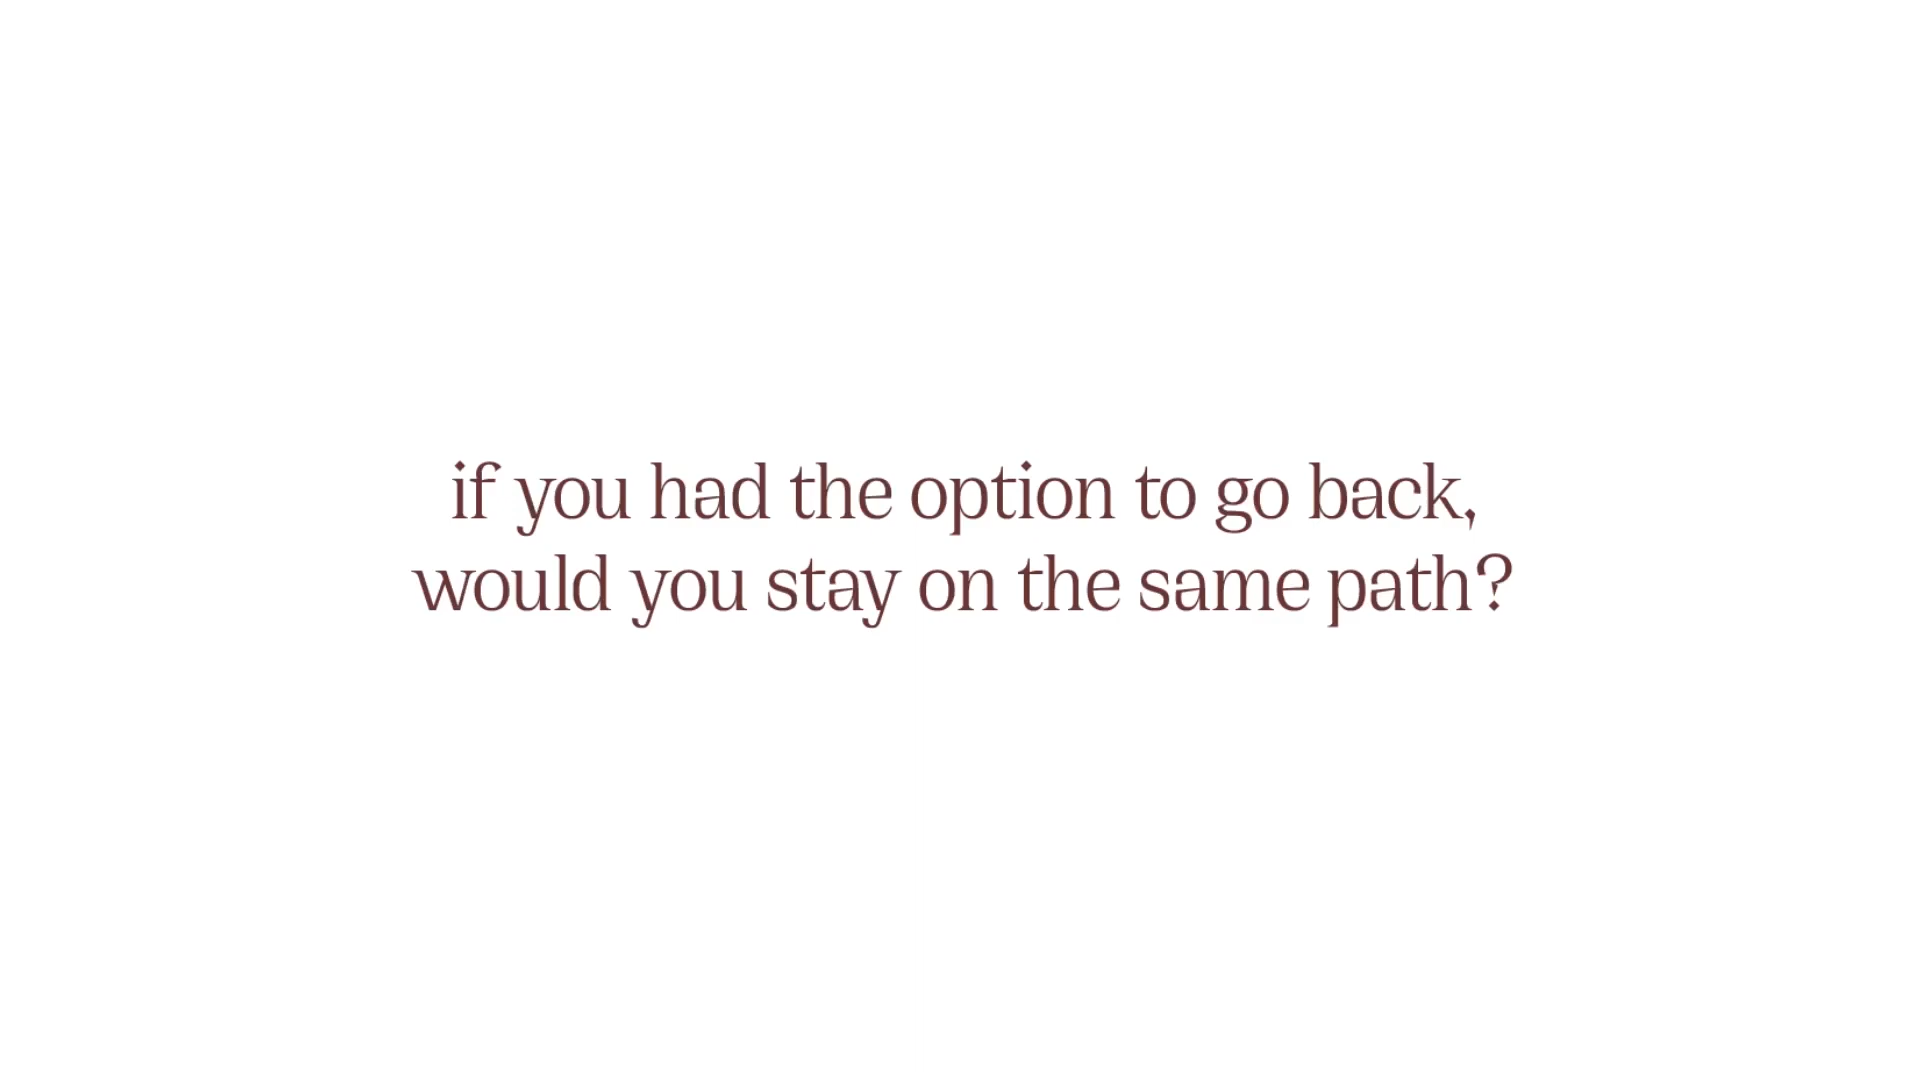 if you had the option to go back,
would you stay on the same path?